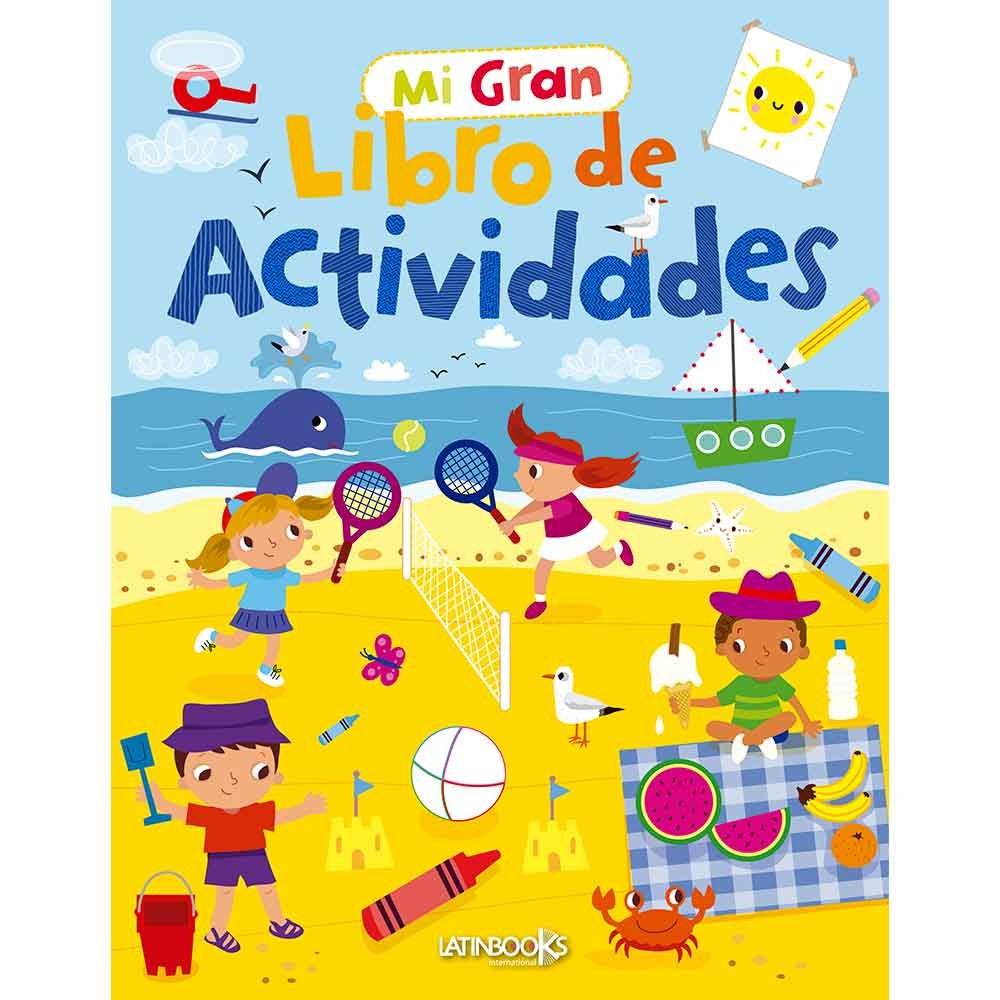 Mi Gran
Libro de
Actividades
LATINBOOKS
International